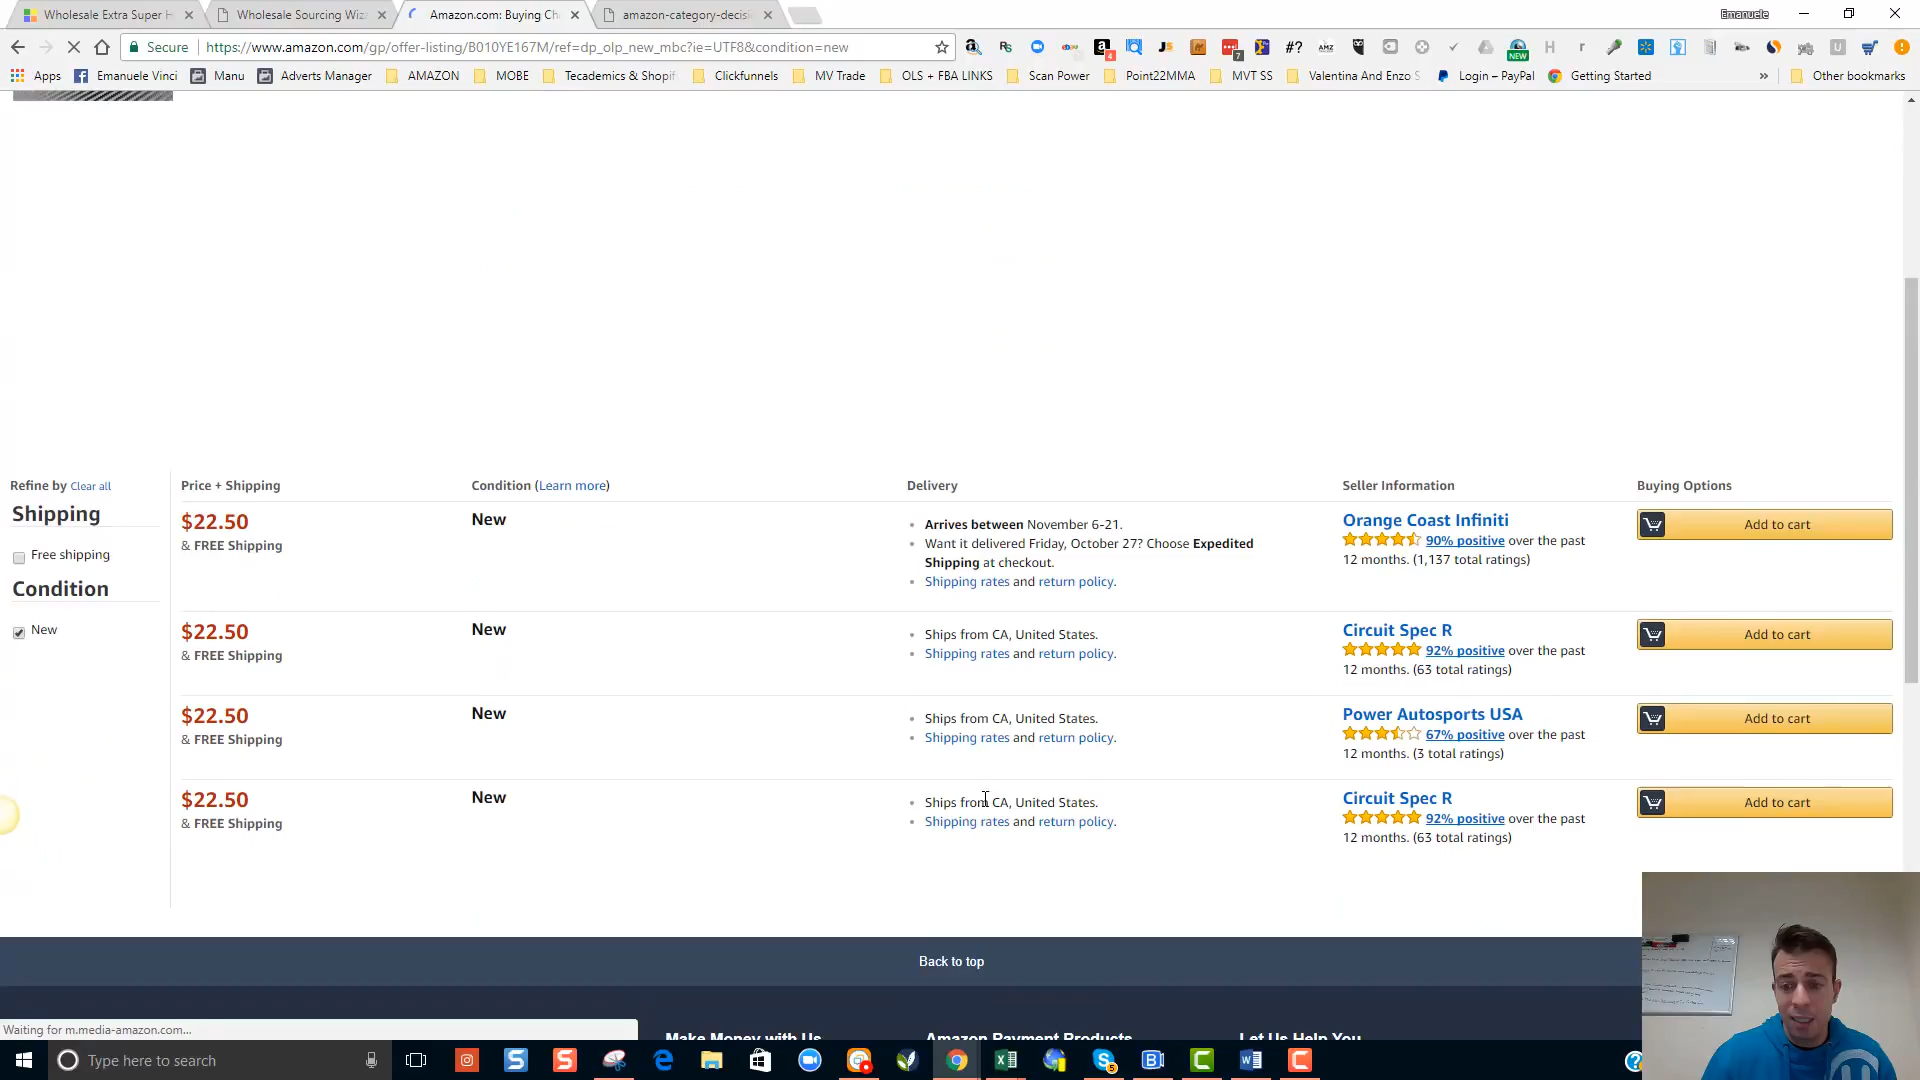 Wholesale Extra Super H
Wholesale Sourcing Wiz
Amazon.com: Buying Ch
amazon-category-decisi
Emanuele
Secure
https://www.amazon.com/gp/offer-listing/B010YE167M/ref=dp_olp_new_mbc?ie=UTF8&condition=new
Apps
Emanuele Vinci
Manu
Adverts Manager
AMAZON
MOBE
Tecademics & Shopif
Clickfunnels
MV Trade
OLS + FBA LINKS
Scan Power
Point22MMA
MVT SS
Valentina And Enzo S
Login – PayPal
Getting Started
»
Other bookmarks
Refine by Clear all
Shipping
Free shipping
Condition
New
Price + Shipping
Condition (Learn more)
Delivery
Seller Information
Buying Options
$22.50
& FREE Shipping
New
Arrives between November 6-21.
Want it delivered Friday, October 27? Choose Expedited
Shipping at checkout.
Shipping rates and return policy.
Orange Coast Infiniti
90% positive over the past
12 months. (1,137 total ratings)
Add to cart
$22.50
& FREE Shipping
New
Ships from CA, United States.
Shipping rates and return policy.
Circuit Spec R
92% positive over the past
12 months. (63 total ratings)
Add to cart
$22.50
& FREE Shipping
New
Ships from CA, United States.
Shipping rates and return policy.
Power Autosports USA
67% positive over the past
12 months. (3 total ratings)
Add to cart
$22.50
& FREE Shipping
New
Ships from CA, United States.
Shipping rates and return policy.
Circuit Spec R
92% positive over the past
12 months. (63 total ratings)
Add to cart
Back to top
Waiting for m.media-amazon.com...
Make Money with Us
Amazon Payment Products
Let Us Help You
Type here to search